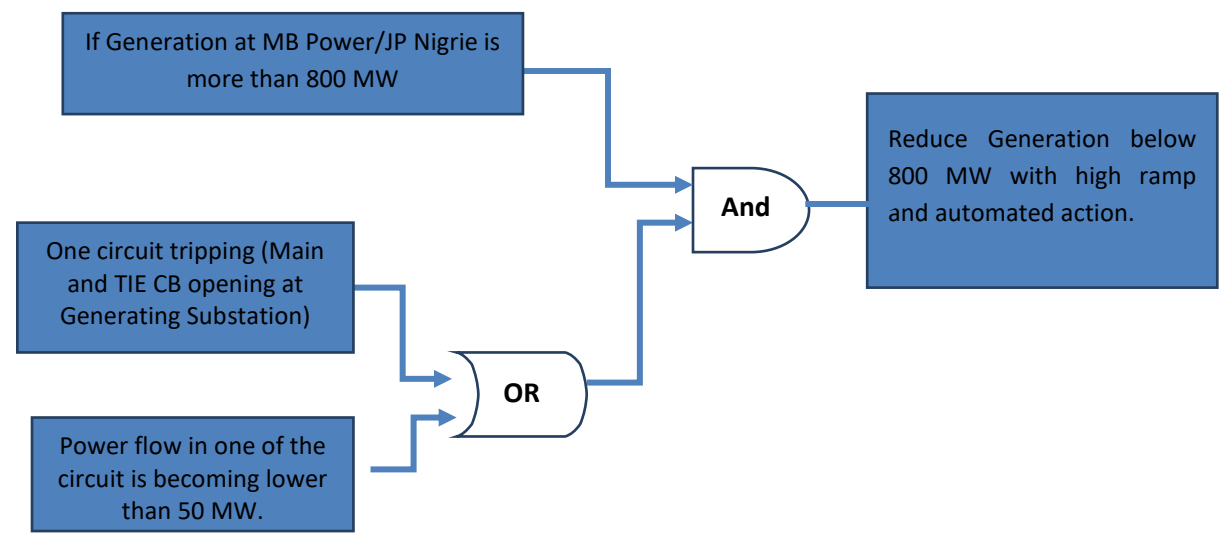 If Generation at MB Power/JP Nigrie is
more than 800 MW
Reduce Generation below
800 MW with high ramp
and automated action.
And
One circuit tripping (Main
and TIE CB opening at
Generating Substation)
OR
Power flow in one of the
circuit is becoming lower
than 50 MW.